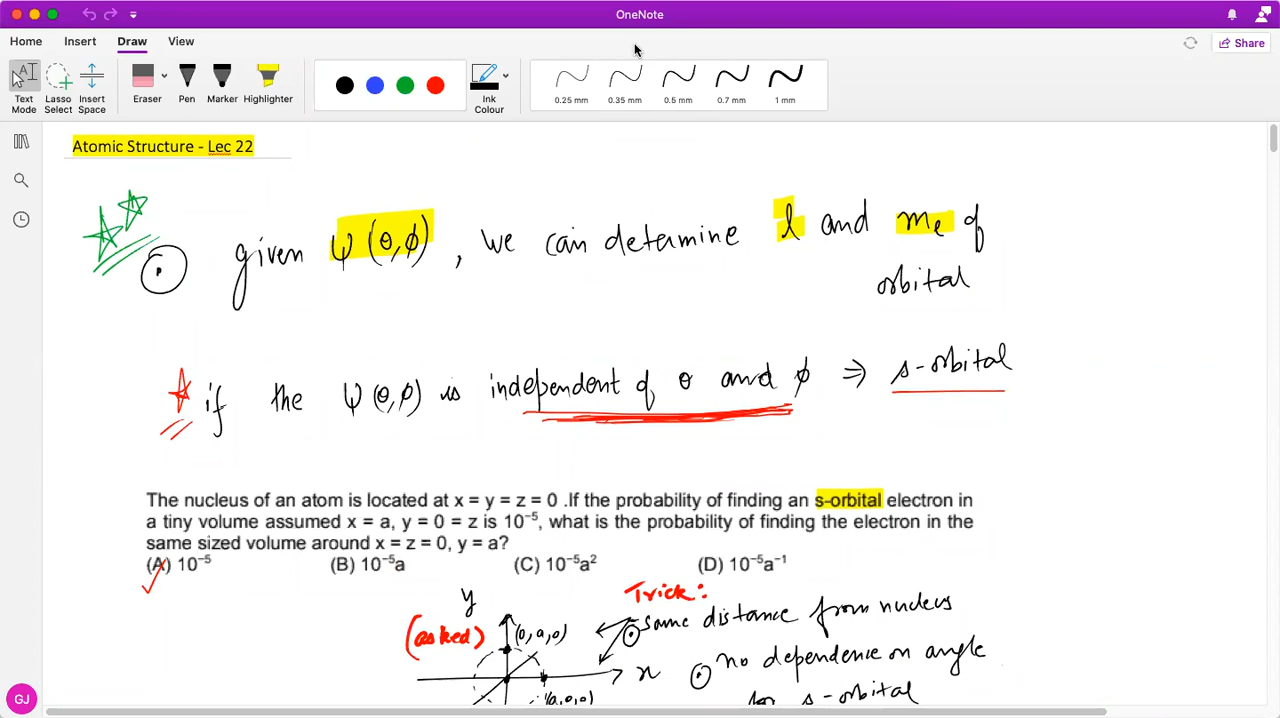 OneNote
Home Insert Draw View
Share
Text Mode
Lasso Select
Insert Space
Eraser
Pen
Marker
Highlighter
Ink Colour
0.25 mm 0.35 mm 0.5 mm 0.7 mm 1 mm
Atomic Structure - Lec 22
given Ψ(θ,φ), we can determine l and mₑ of
orbital
if the Ψ(θ,φ) is independent of θ and φ ⇒ s-orbital
The nucleus of an atom is located at x = y = z = 0 .If the probability of finding an s-orbital electron in
a tiny volume assumed x = a, y = 0 = z is 10⁻⁵, what is the probability of finding the electron in the
same sized volume around x = z = 0, y = a?
(A) 10⁻⁵ (B) 10⁻⁵a (C) 10⁻⁵a² (D) 10⁻⁵a⁻¹
Trick:
y
(asked) (0,a,0)
same distance from nucleus
x
no dependence on angle
(a,0,0)
for s-orbital
GJ